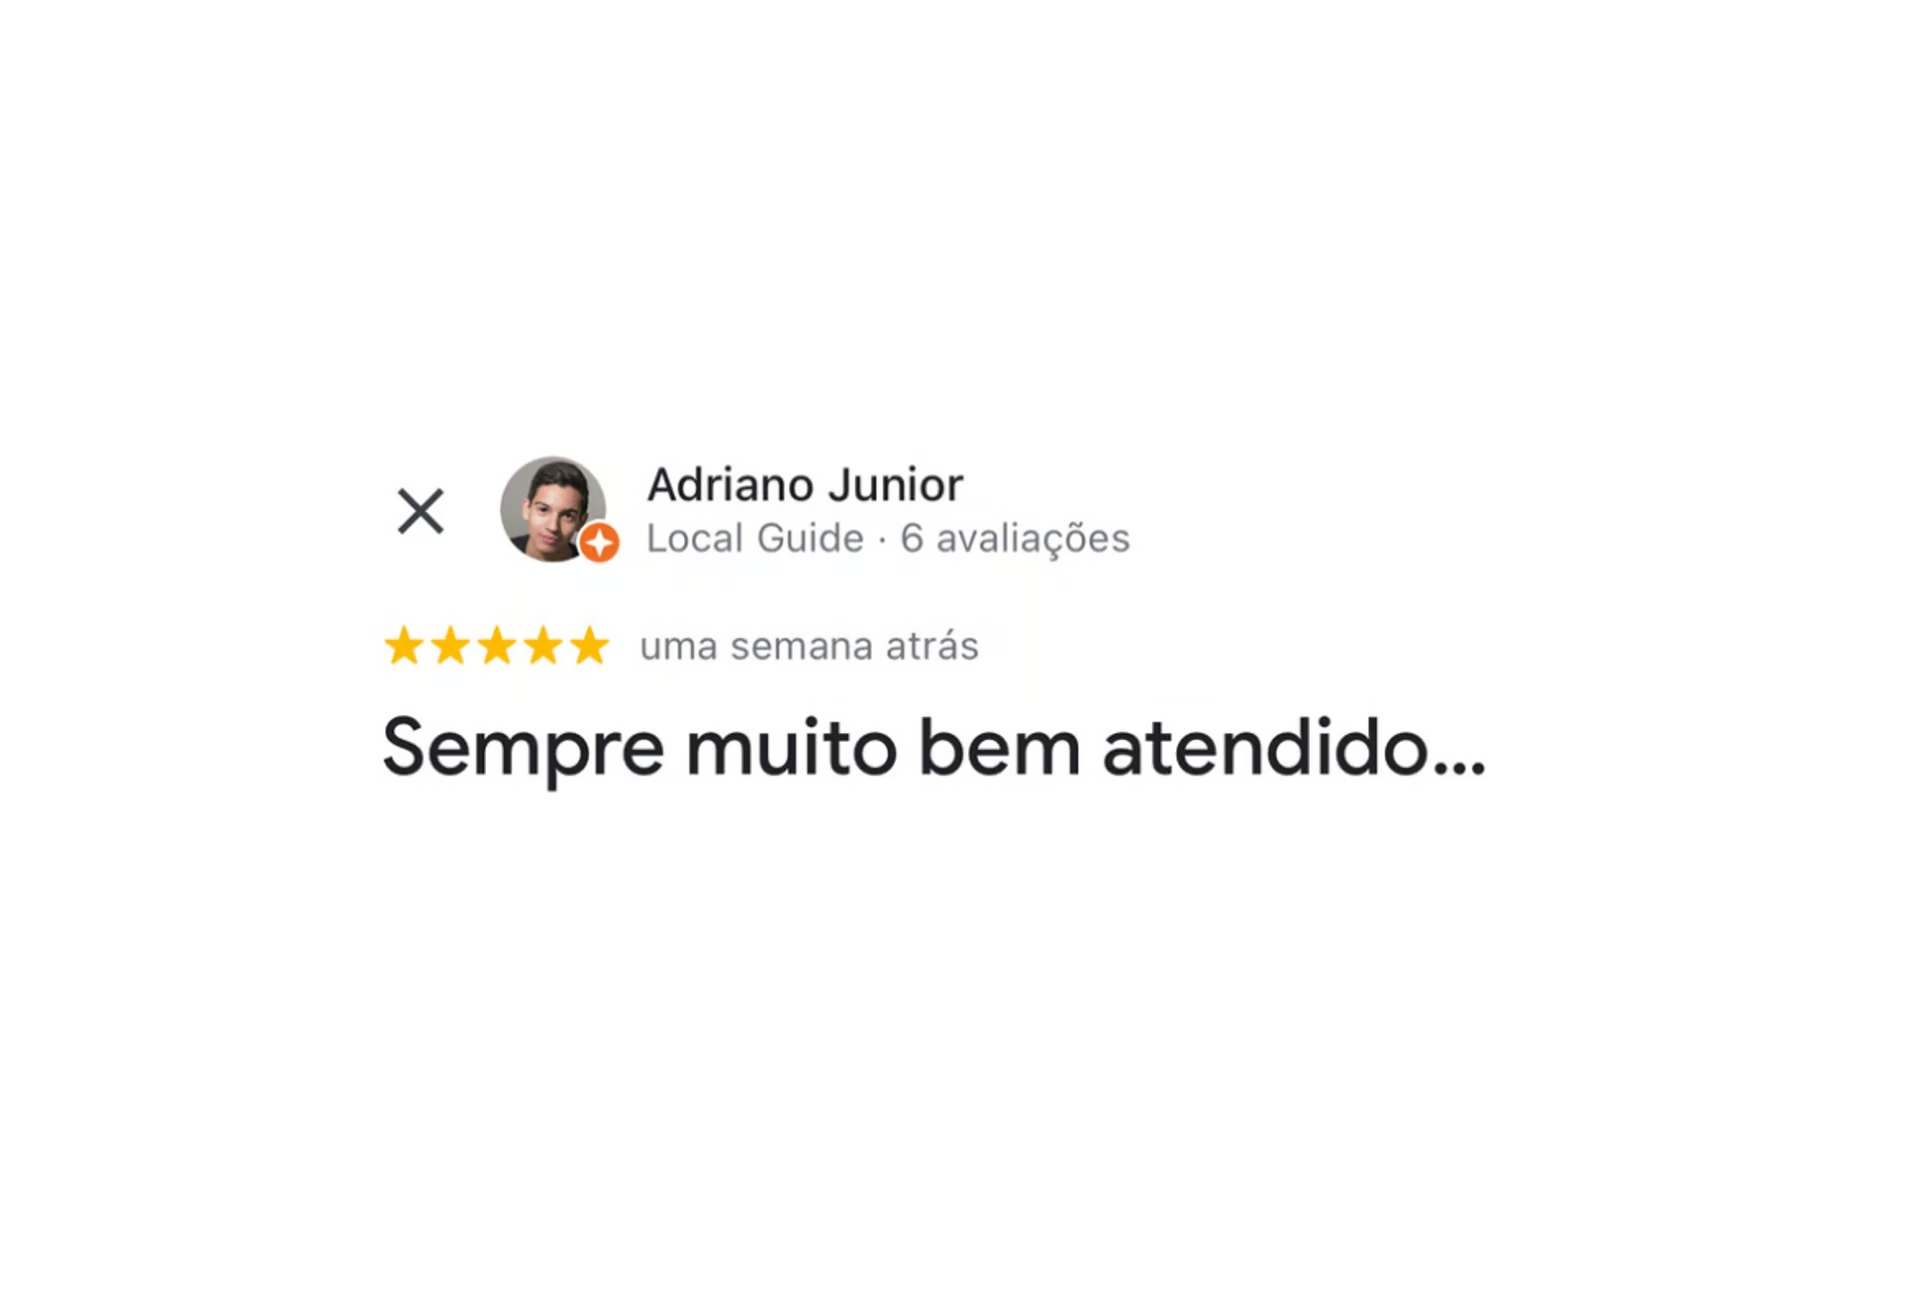 Adriano Junior
Local Guide · 6 avaliações
uma semana atrás
Sempre muito bem atendido...